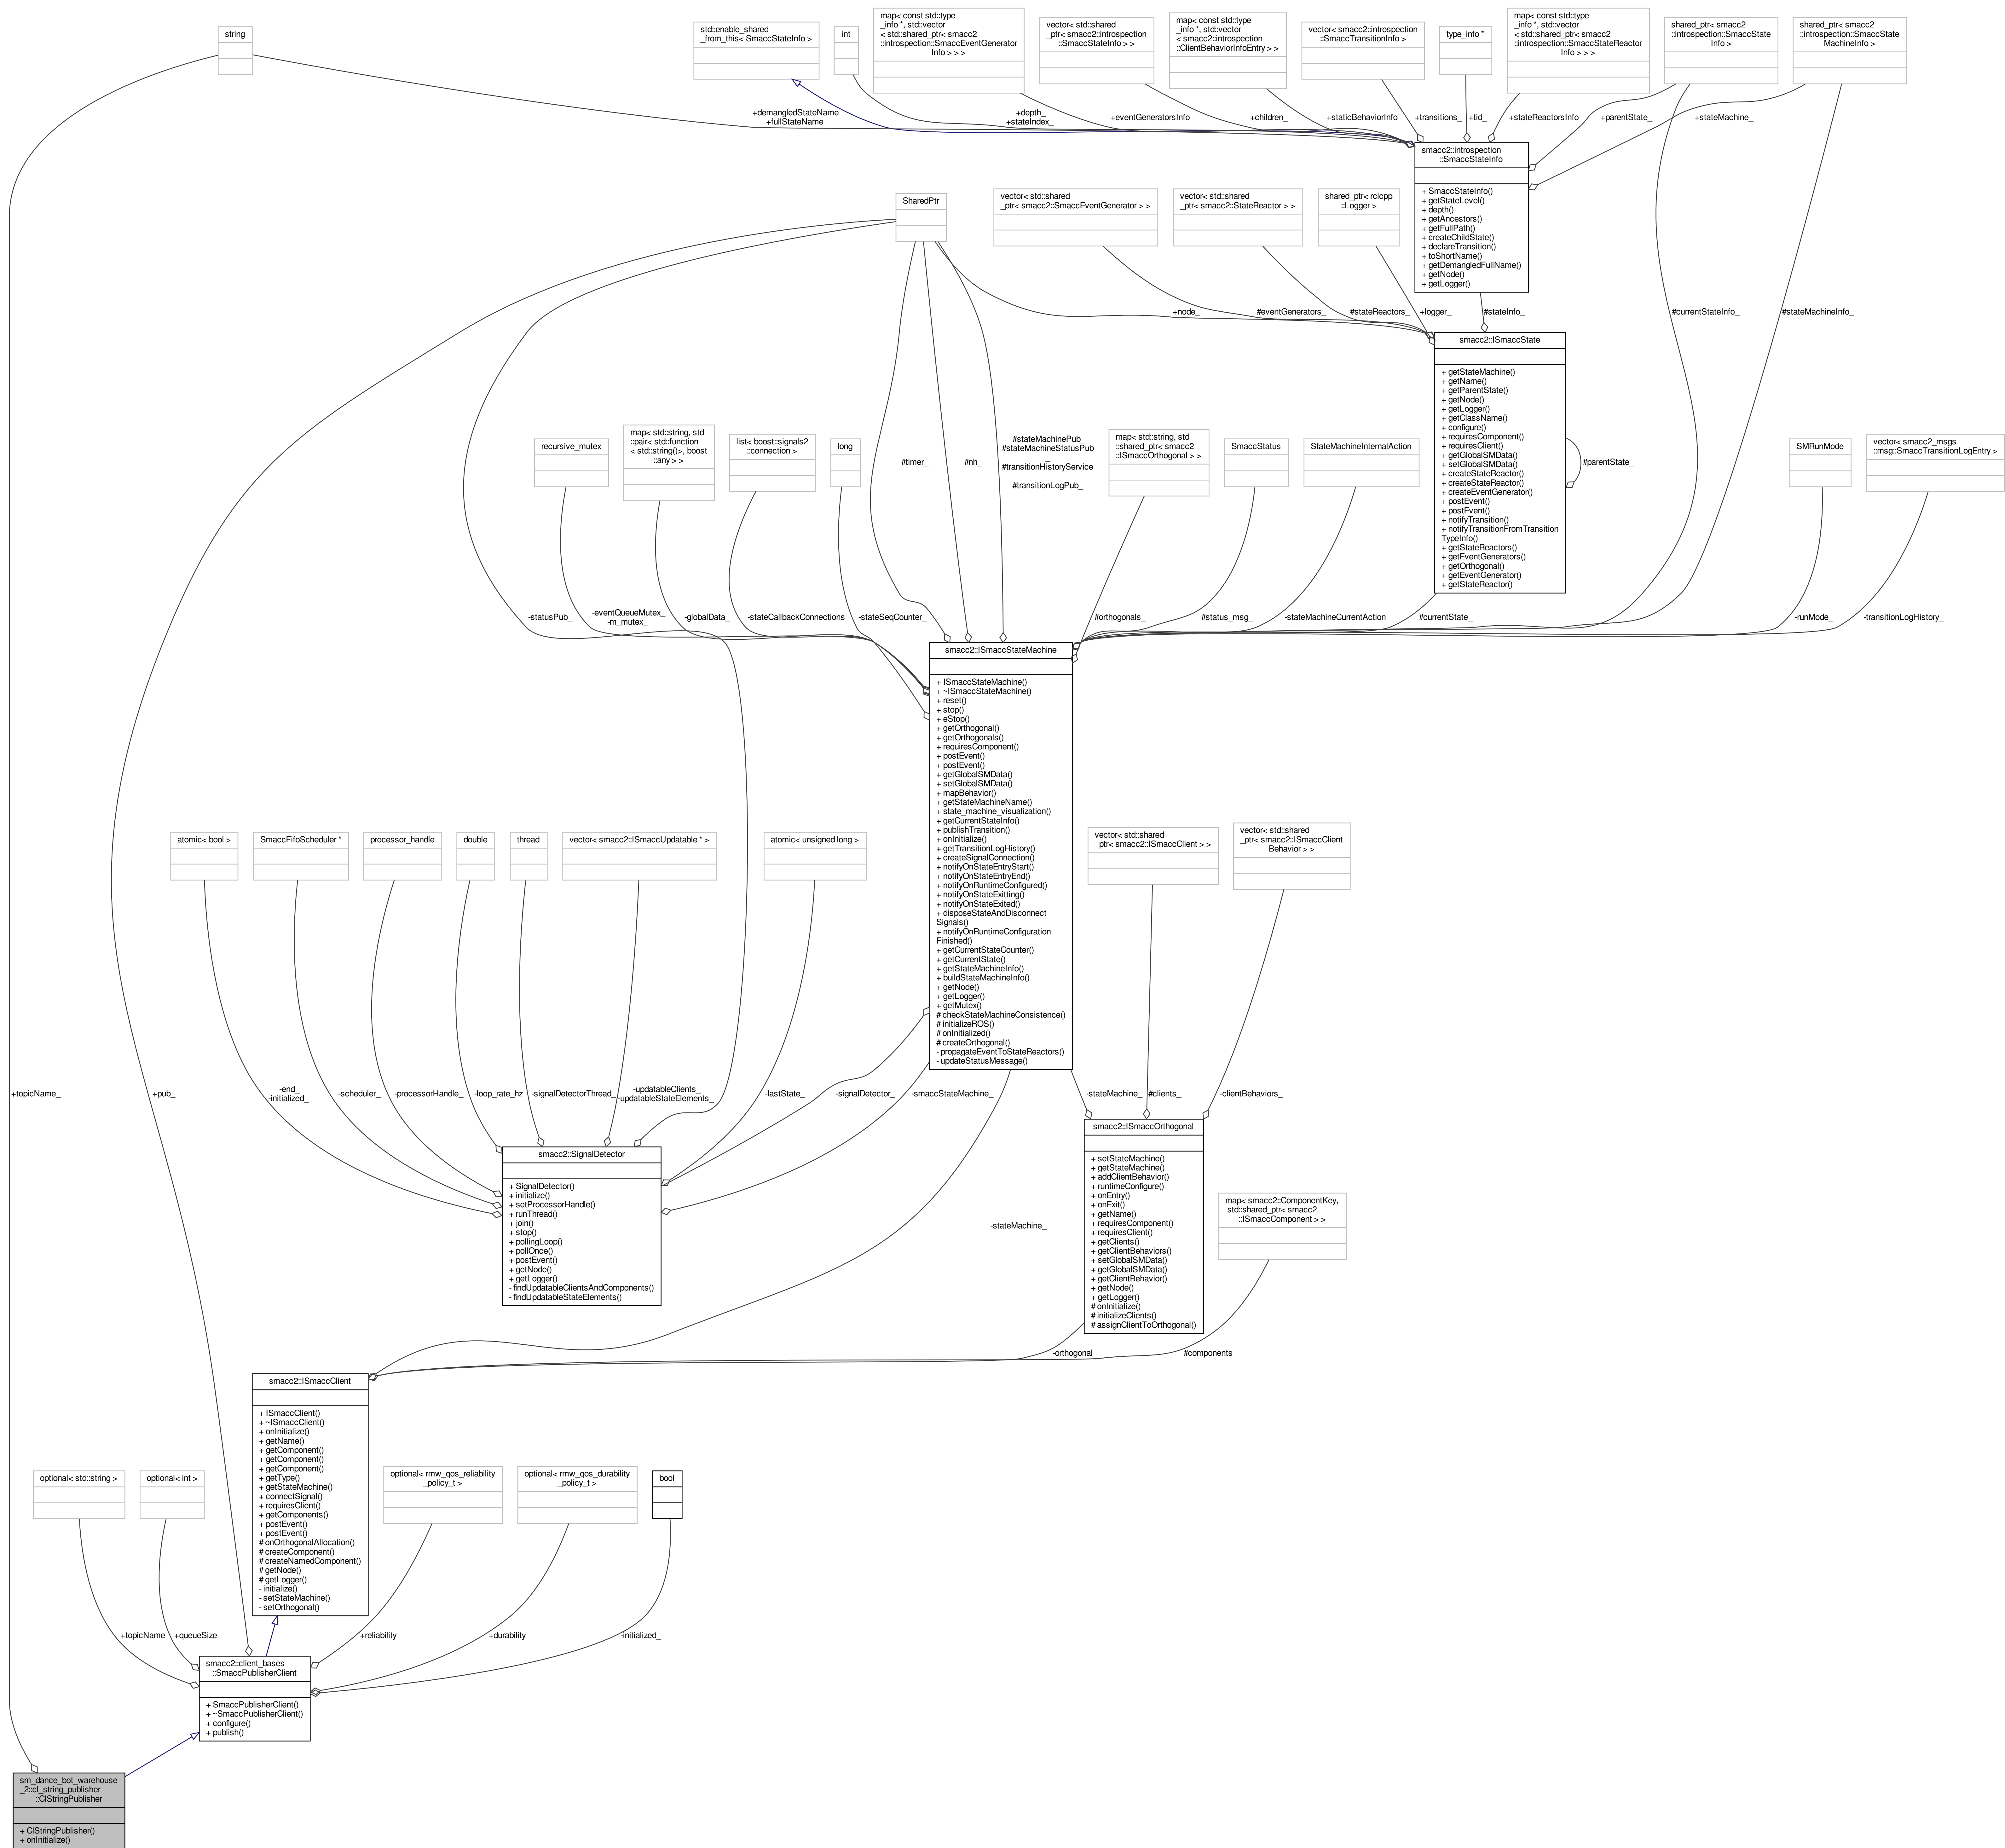 string
std::enable_shared
_from_this< SmaccStateInfo >
int
map< const std::type
_info *, std::vector
< std::shared_ptr< smacc2
::introspection::SmaccEventGenerator
Info > > >
vector< std::shared
_ptr< smacc2::introspection
::SmaccStateInfo > >
map< const std::type
_info *, std::vector
< smacc2::introspection
::ClientBehaviorInfoEntry > >
vector< smacc2::introspection
::SmaccTransitionInfo >
type_info *
map< const std::type
_info *, std::vector
< std::shared_ptr< smacc2
::introspection::SmaccStateReactor
Info > > >
shared_ptr< smacc2
::introspection::SmaccState
Info >
shared_ptr< smacc2
::introspection::SmaccState
MachineInfo >
+demangledStateName
+fullStateName
+depth_
+stateIndex_
+eventGeneratorsInfo
+children_
+staticBehaviorInfo
+transitions_
+tid_
+stateReactorsInfo
+parentState_
+stateMachine_
smacc2::introspection
::SmaccStateInfo
+ SmaccStateInfo()
+ getStateLevel()
+ depth()
+ getAncestors()
+ getFullPath()
+ createChildState()
+ declareTransition()
+ toShortName()
+ getDemangledFullName()
+ getNode()
+ getLogger()
SharedPtr
vector< std::shared
_ptr< smacc2::SmaccEventGenerator > >
vector< std::shared
_ptr< smacc2::StateReactor > >
shared_ptr< rclcpp
::Logger >
+node_
#eventGenerators_
#stateReactors_
+logger_
#stateInfo_
#currentStateInfo_
#stateMachineInfo_
smacc2::ISmaccState
+ getStateMachine()
+ getName()
+ getParentState()
+ getNode()
+ getLogger()
+ getClassName()
+ configure()
+ requiresComponent()
+ requiresClient()
+ getGlobalSMData()
+ setGlobalSMData()
+ createStateReactor()
+ createStateReactor()
+ createEventGenerator()
+ postEvent()
+ postEvent()
+ notifyTransition()
+ notifyTransitionFromTransition
TypeInfo()
+ getStateReactors()
+ getEventGenerators()
+ getOrthogonal()
+ getEventGenerator()
+ getStateReactor()
#parentState_
recursive_mutex
map< std::string, std
::pair< std::function
< std::string()>, boost
::any > >
list< boost::signals2
::connection >
long
#timer_
#nh_
#stateMachinePub_
#stateMachineStatusPub
_
#transitionHistoryService
_
#transitionLogPub_
map< std::string, std
::shared_ptr< smacc2
::ISmaccOrthogonal > >
SmaccStatus
StateMachineInternalAction
SMRunMode
vector< smacc2_msgs
::msg::SmaccTransitionLogEntry >
-statusPub_
-eventQueueMutex_
-m_mutex_
-globalData_
-stateCallbackConnections
-stateSeqCounter_
#orthogonals_
#status_msg_
-stateMachineCurrentAction
#currentState_
-runMode_
-transitionLogHistory_
smacc2::ISmaccStateMachine
+ ISmaccStateMachine()
+ ~ISmaccStateMachine()
+ reset()
+ stop()
+ eStop()
+ getOrthogonal()
+ getOrthogonals()
+ requiresComponent()
+ postEvent()
+ postEvent()
+ getGlobalSMData()
+ setGlobalSMData()
+ mapBehavior()
+ getStateMachineName()
+ state_machine_visualization()
+ getCurrentStateInfo()
+ publishTransition()
+ onInitialize()
+ getTransitionLogHistory()
+ createSignalConnection()
+ notifyOnStateEntryStart()
+ notifyOnStateEntryEnd()
+ notifyOnRuntimeConfigured()
+ notifyOnStateExitting()
+ notifyOnStateExited()
+ disposeStateAndDisconnect
Signals()
+ notifyOnRuntimeConfiguration
Finished()
+ getCurrentStateCounter()
+ getCurrentState()
+ getStateMachineInfo()
+ buildStateMachineInfo()
+ getNode()
+ getLogger()
+ getMutex()
# checkStateMachineConsistence()
# initializeROS()
# onInitialized()
# createOrthogonal()
- propagateEventToStateReactors()
- updateStatusMessage()
atomic< bool >
SmaccFifoScheduler *
processor_handle
double
thread
vector< smacc2::ISmaccUpdatable * >
atomic< unsigned long >
vector< std::shared
_ptr< smacc2::ISmaccClient > >
vector< std::shared
_ptr< smacc2::ISmaccClient
Behavior > >
+topicName_
+pub_
-end_
-initialized_
-scheduler_
-processorHandle_
-loop_rate_hz
-signalDetectorThread_
-updatableClients_
-updatableStateElements_
-lastState_
-signalDetector_
-smaccStateMachine_
-stateMachine_
#clients_
-clientBehaviors_
smacc2::SignalDetector
+ SignalDetector()
+ initialize()
+ setProcessorHandle()
+ runThread()
+ join()
+ stop()
+ pollingLoop()
+ pollOnce()
+ postEvent()
+ getNode()
+ getLogger()
- findUpdatableClientsAndComponents()
- findUpdatableStateElements()
smacc2::ISmaccOrthogonal
+ setStateMachine()
+ getStateMachine()
+ addClientBehavior()
+ runtimeConfigure()
+ onEntry()
+ onExit()
+ getName()
+ requiresComponent()
+ requiresClient()
+ getClients()
+ getClientBehaviors()
+ setGlobalSMData()
+ getGlobalSMData()
+ getClientBehavior()
+ getNode()
+ getLogger()
# onInitialize()
# initializeClients()
# assignClientToOrthogonal()
map< smacc2::ComponentKey,
std::shared_ptr< smacc2
::ISmaccComponent > >
-stateMachine_
-orthogonal_
#components_
smacc2::ISmaccClient
+ ISmaccClient()
+ ~ISmaccClient()
+ onInitialize()
+ getName()
+ getComponent()
+ getComponent()
+ getComponent()
+ getType()
+ getStateMachine()
+ connectSignal()
+ requiresClient()
+ getComponents()
+ postEvent()
+ postEvent()
# onOrthogonalAllocation()
# createComponent()
# createNamedComponent()
# getNode()
# getLogger()
- initialize()
- setStateMachine()
- setOrthogonal()
optional< std::string >
optional< int >
optional< rmw_qos_reliability
_policy_t >
optional< rmw_qos_durability
_policy_t >
bool
+topicName
+queueSize
+reliability
+durability
-initialized_
smacc2::client_bases
::SmaccPublisherClient
+ SmaccPublisherClient()
+ ~SmaccPublisherClient()
+ configure()
+ publish()
sm_dance_bot_warehouse
_2::cl_string_publisher
::ClStringPublisher
+ ClStringPublisher()
+ onInitialize()